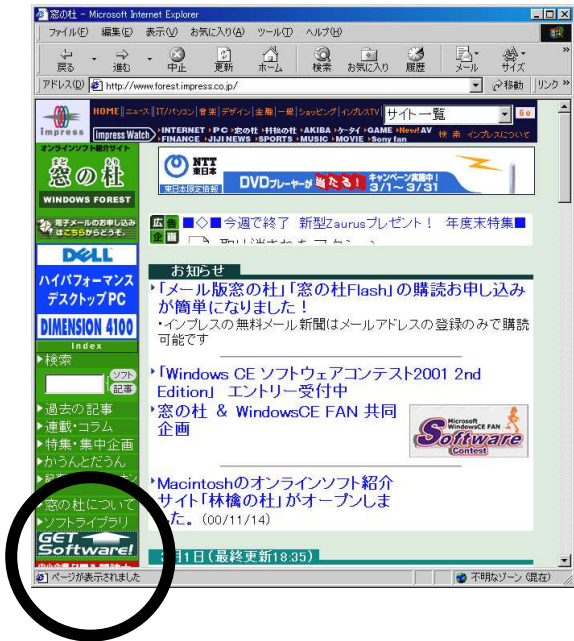 窓の杜 - Microsoft Internet Explorer
ファイル(F) 編集(E) 表示(V) お気に入り(A) ツール(T) ヘルプ(H)
戻る 進む 中止 更新 ホーム 検索 お気に入り 履歴 メール サイズ
アドレス(D) http://www.forest.impress.co.jp/ 移動 リンク
HOME ニュース IT/パソコン 音楽 デザイン 金融 一般 ショッピング インプレスTV サイト一覧 Go
impress
Impress Watch INTERNET PC 窓の杜 AKIBA ケータイ GAME New!AV 検索 インプレスについて
FINANCE JIJI NEWS SPORTS MUSIC MOVIE Sony fan
オンラインソフト紹介サイト
まど もり
窓の杜
WINDOWS FOREST
NTT
東日本
東日本限定情報
DVDプレーヤーが当たる!
キャンペーン実施中!
3/1~3/31
電子メールのお申し込み
はこちらからどうぞ。
広告
企画
■◇■今週で終了 新型Zaurusプレゼント! 年度末特集■
DELL
ハイパフォーマンス
デスクトップPC
DIMENSION 4100
Index
検索
ソフト
記事
過去の記事
連載・コラム
特集・集中企画
かうんとだうん
窓の杜について
ソフトライブラリ
GET
Software!
お知らせ
「メール版窓の杜」「窓の杜Flash」の購読お申し込み
が簡単になりました!
・インプレスの無料メール新聞はメールアドレスの登録のみで購読
可能です
「Windows CE ソフトウェアコンテスト2001 2nd
Edition」 エントリー受付中
窓の杜 & WindowsCE FAN 共同
企画
Microsoft
WindowsCE FAN
Software
Contest
Macintoshのオンラインソフト紹介
サイト「林檎の杜」がオープンしま
した。(00/11/14)
3月1日(最終更新18:35)
ページが表示されました
不明なゾーン (混在)